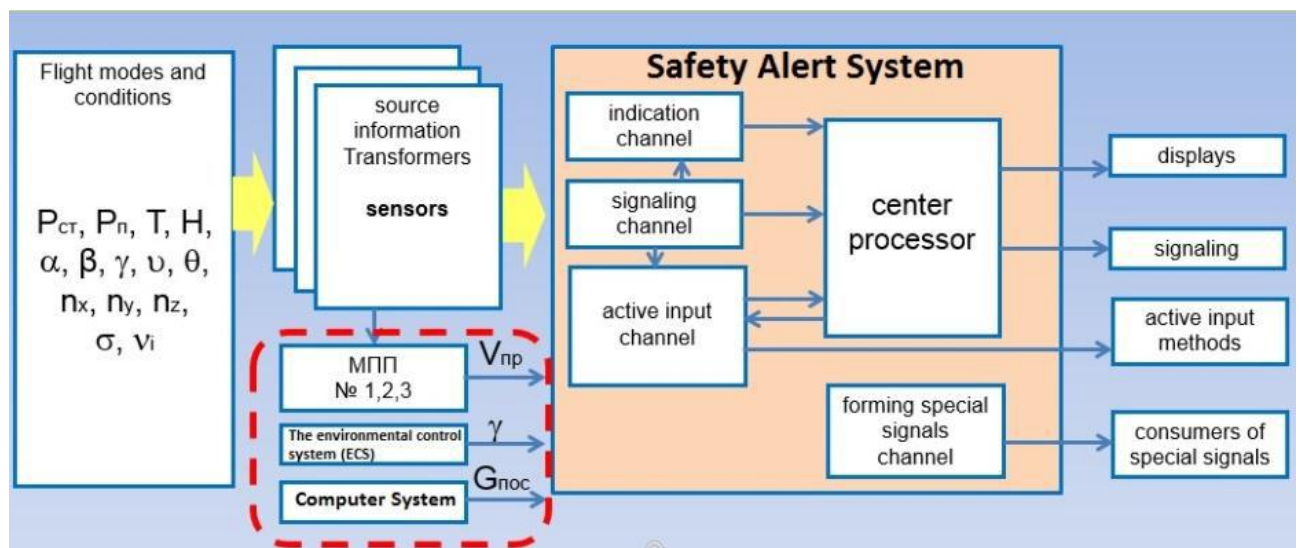 Flight modes and
conditions
Pст, Pп, T, H,
α, β, γ, υ, θ,
nx, ny, nz,
σ, νi
source
information
Transformers
sensors
МПП
№ 1,2,3
Vпр
The environmental control
system (ECS)
γ
Computer System
Gпос
Safety Alert System
indication
channel
signaling
channel
active input
channel
center
processor
forming special
signals
channel
displays
signaling
active input
methods
consumers of
special signals